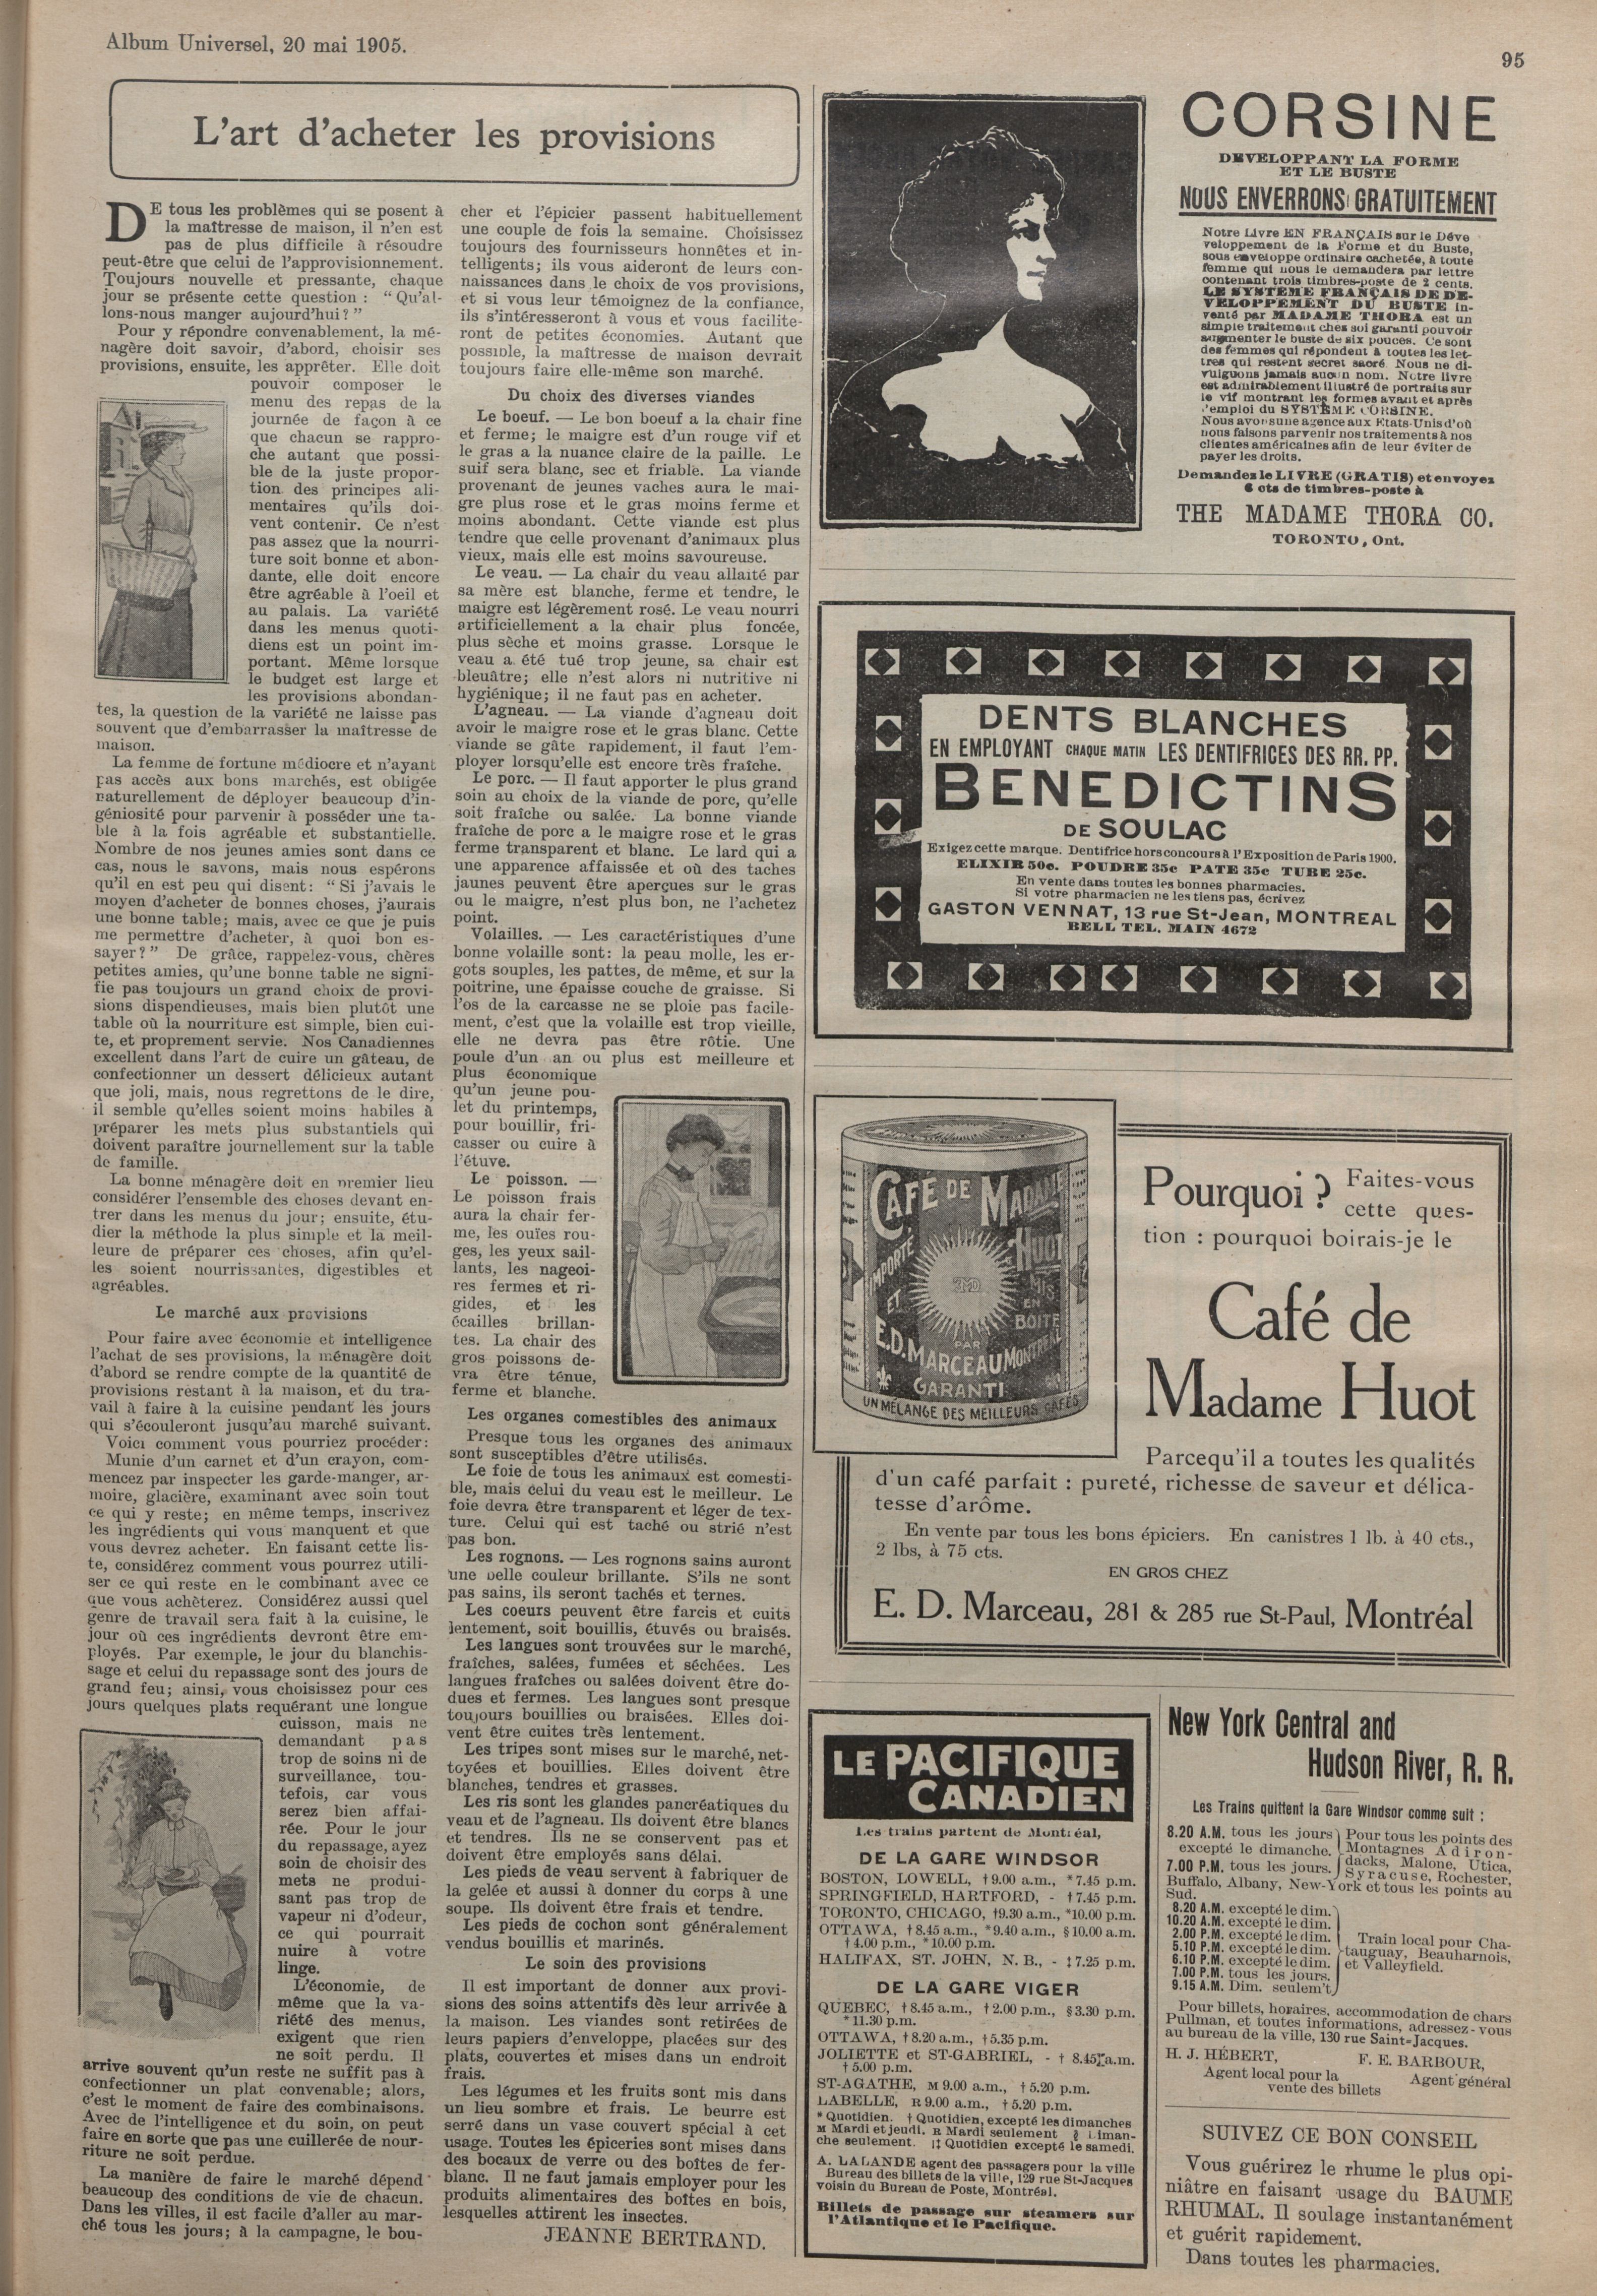 Album Universel, 20 mai 1905.
95
L'art d'acheter les provisions
DE tous les problèmes qui se posent à
la maîtresse de maison, il n'en est
pas de plus difficile à résoudre
peut-être que celui de l'approvisionnement.
Toujours nouvelle et pressante, chaque
jour se présente cette question : " Qu'al-
lons-nous manger aujourd'hui ? "
Pour y répondre convenablement, la mé-
nagère doit savoir, d'abord, choisir ses
provisions, ensuite, les apprêter. Elle doit
pouvoir composer le
menu des repas de la
journée de façon à ce
que chacun se rappro-
che autant que possi-
ble de la juste propor-
tion des principes ali-
mentaires qu'ils doi-
vent contenir. Ce n'est
pas assez que la nourri-
ture soit bonne et abon-
dante, elle doit encore
être agréable à l'oeil et
au palais. La variété
dans les menus quoti-
diens est un point im-
portant. Même lorsque
le budget est large et
les provisions abondan-
tes, la question de la variété ne laisse pas
souvent que d'embarrasser la maîtresse de
maison.
La femme de fortune médiocre et n'ayant
pas accès aux bons marchés, est obligée
naturellement de déployer beaucoup d'in-
géniosité pour parvenir à posséder une ta-
ble à la fois agréable et substantielle.
Nombre de nos jeunes amies sont dans ce
cas, nous le savons, mais nous espérons
qu'il en est peu qui disent: " Si j'avais le
moyen d'acheter de bonnes choses, j'aurais
une bonne table; mais, avec ce que je puis
me permettre d'acheter, à quoi bon es-
sayer ? " De grâce, rappelez-vous, chères
petites amies, qu'une bonne table ne signi-
fie pas toujours un grand choix de provi-
sions dispendieuses, mais bien plutôt une
table où la nourriture est simple, bien cui-
te, et proprement servie. Nos Canadiennes
excellent dans l'art de cuire un gâteau, de
confectionner un dessert délicieux autant
que joli, mais, nous regrettons de le dire,
il semble qu'elles soient moins habiles à
préparer les mets plus substantiels qui
doivent paraître journellement sur la table
de famille.
La bonne ménagère doit en premier lieu
considérer l'ensemble des choses devant en-
trer dans les menus du jour; ensuite, étu-
dier la méthode la plus simple et la meil-
leure de préparer ces choses, afin qu'el-
les soient nourrissantes, digestibles et
agréables.
Le marché aux provisions
Pour faire avec économie et intelligence
l'achat de ses provisions, la ménagère doit
d'abord se rendre compte de la quantité de
provisions restant à la maison, et du tra-
vail à faire à la cuisine pendant les jours
qui s'écouleront jusqu'au marché suivant.
Voici comment vous pourriez procéder:
Munie d'un carnet et d'un crayon, com-
mencez par inspecter les garde-manger, ar-
moire, glacière, examinant avec soin tout
ce qui y reste; en même temps, inscrivez
les ingrédients qui vous manquent et que
vous devrez acheter. En faisant cette lis-
te, considérez comment vous pourrez utili-
ser ce qui reste en le combinant avec ce
que vous achèterez. Considérez aussi quel
genre de travail sera fait à la cuisine, le
jour où ces ingrédients devront être em-
ployés. Par exemple, le jour du blanchis-
sage et celui du repassage sont des jours de
grand feu; ainsi, vous choisissez pour ces
jours quelques plats requérant une longue
cuisson, mais ne
demandant pas
trop de soins ni de
surveillance, tou-
tefois, car vous
serez bien affai-
rée. Pour le jour
du repassage, ayez
soin de choisir des
mets ne produi-
sant pas trop de
vapeur ni d'odeur,
ce qui pourrait
nuire à votre
linge.
L'économie, de
même que la va-
riété des menus,
exigent que rien
ne soit perdu. Il
arrive souvent qu'un reste ne suffit pas à
confectionner un plat convenable; alors,
c'est le moment de faire des combinaisons.
Avec de l'intelligence et du soin, on peut
faire en sorte que pas une cuillerée de nour-
riture ne soit perdue.
La manière de faire le marché dépend
beaucoup des conditions de vie de chacun.
Dans les villes, il est facile d'aller au mar-
ché tous les jours; à la campagne, le bou-
cher et l'épicier passent habituellement
une couple de fois la semaine. Choisissez
toujours des fournisseurs honnêtes et in-
telligents; ils vous aideront de leurs con-
naissances dans le choix de vos provisions,
et si vous leur témoignez de la confiance,
ils s'intéresseront à vous et vous facilite-
ront de petites économies. Autant que
possible, la maîtresse de maison devrait
toujours faire elle-même son marché.
Du choix des diverses viandes
Le boeuf. — Le bon boeuf a la chair fine
et ferme; le maigre est d'un rouge vif et
le gras a la nuance claire de la paille. Le
suif sera blanc, sec et friable. La viande
provenant de jeunes vaches aura le mai-
gre plus rose et le gras moins ferme et
moins abondant. Cette viande est plus
tendre que celle provenant d'animaux plus
vieux, mais elle est moins savoureuse.
Le veau. — La chair du veau allaité par
sa mère est blanche, ferme et tendre, le
maigre est légèrement rosé. Le veau nourri
artificiellement a la chair plus foncée,
plus sèche et moins grasse. Lorsque le
veau a été tué trop jeune, sa chair est
bleuâtre; elle n'est alors ni nutritive ni
hygiénique; il ne faut pas en acheter.
L'agneau. — La viande d'agneau doit
avoir le maigre rose et le gras blanc. Cette
viande se gâte rapidement, il faut l'em-
ployer lorsqu'elle est encore très fraîche.
Le porc. — Il faut apporter le plus grand
soin au choix de la viande de porc, qu'elle
soit fraîche ou salée. La bonne viande
fraîche de porc a le maigre rose et le gras
ferme transparent et blanc. Le lard qui a
une apparence affaissée et où des taches
jaunes peuvent être aperçues sur le gras
ou le maigre, n'est plus bon, ne l'achetez
point.
Volailles. — Les caractéristiques d'une
bonne volaille sont: la peau molle, les er-
gots souples, les pattes, de même, et sur la
poitrine, une épaisse couche de graisse. Si
l'os de la carcasse ne se ploie pas facile-
ment, c'est que la volaille est trop vieille,
elle ne devra pas être rôtie. Une
poule d'un an ou plus est meilleure et
plus économique
qu'un jeune pou-
let du printemps,
pour bouillir, fri-
casser ou cuire à
l'étuve.
Le poisson. —
Le poisson frais
aura la chair fer-
me, les ouïes rou-
ges, les yeux sail-
lants, les nageoi-
res fermes et ri-
gides, et les
écailles brillan-
tes. La chair des
gros poissons de-
vra être ténue,
ferme et blanche.
Les organes comestibles des animaux
Presque tous les organes des animaux
sont susceptibles d'être utilisés.
Le foie de tous les animaux est comesti-
ble, mais celui du veau est le meilleur. Le
foie devra être transparent et léger de tex-
ture. Celui qui est taché ou strié n'est
pas bon.
Les rognons. — Les rognons sains auront
une belle couleur brillante. S'ils ne sont
pas sains, ils seront tachés et ternes.
Les coeurs peuvent être farcis et cuits
lentement, soit bouillis, étuvés ou braisés.
Les langues sont trouvées sur le marché,
fraîches, salées, fumées et séchées. Les
langues fraîches ou salées doivent être do-
dues et fermes. Les langues sont presque
toujours bouillies ou braisées. Elles doi-
vent être cuites très lentement.
Les tripes sont mises sur le marché, net-
toyées et bouillies. Elles doivent être
blanches, tendres et grasses.
Les ris sont les glandes pancréatiques du
veau et de l'agneau. Ils doivent être blancs
et tendres. Ils ne se conservent pas et
doivent être employés sans délai.
Les pieds de veau servent à fabriquer de
la gelée et aussi à donner du corps à une
soupe. Ils doivent être frais et tendre.
Les pieds de cochon sont généralement
vendus bouillis et marinés.
Le soin des provisions
Il est important de donner aux provi-
sions des soins attentifs dès leur arrivée à
la maison. Les viandes sont retirées de
leurs papiers d'enveloppe, placées sur des
plats, couvertes et mises dans un endroit
frais.
Les légumes et les fruits sont mis dans
un lieu sombre et frais. Le beurre est
serré dans un vase couvert spécial à cet
usage. Toutes les épiceries sont mises dans
des bocaux de verre ou des boîtes de fer-
blanc. Il ne faut jamais employer pour les
produits alimentaires des boîtes en bois,
lesquelles attirent les insectes.
JEANNE BERTRAND.
CORSINE
DEVELOPPANT LA FORME
ET LE BUSTE
NOUS ENVERRONS GRATUITEMENT
Notre Livre EN FRANÇAIS sur le Déve
veloppement de la Forme et du Buste,
sous enveloppe ordinaire cachetée, à toute
femme qui nous le demandera par lettre
contenant trois timbres-poste de 2 cents.
LE SYSTEME FRANÇAIS DE DE-
VELOPPEMENT DU BUSTE in-
venté par MADAME THORA est un
simple traitement chez soi garanti pouvoir
augmenter le buste de six pouces. Ce sont
des femmes qui répondent à toutes les let-
tres qui restent secret sacré. Nous ne di-
vulguons jamais aucun nom. Notre livre
est admirablement illustré de portraits sur
le vif montrant les formes avant et après
l'emploi du SYSTÈME CORSINE.
Nous avons une agence aux Etats-Unis d'où
nous faisons parvenir nos traitements à nos
clientes américaines afin de leur éviter de
payer les droits.
Demandez le LIVRE (GRATIS) et envoyez
6 cts de timbres-poste à
THE MADAME THORA CO.
TORONTO, Ont.
DENTS BLANCHES
EN EMPLOYANT CHAQUE MATIN LES DENTIFRICES DES RR. PP.
BENEDICTINS
DE SOULAC
Exigez cette marque. Dentifrice hors concours à l'Exposition de Paris 1900.
ELIXIR 50c. POUDRE 35c PATE 35c TUBE 25c.
En vente dans toutes les bonnes pharmacies.
Si votre pharmacien ne les tiens pas, écrivez
GASTON VENNAT, 13 rue St-Jean, MONTREAL
BELL TEL. MAIN 4672
CAFE DE MADAME HUOT
IMPORTÉ ET MIS EN BOITE
PAR
E.D. MARCEAU MONTREAL
GARANTI
UN MÉLANGE DES MEILLEURS CAFÉS
Pourquoi ? Faites-vous
cette ques-
tion : pourquoi boirais-je le
Café de
Madame Huot
Parcequ'il a toutes les qualités
d'un café parfait : pureté, richesse de saveur et délica-
tesse d'arôme.
En vente par tous les bons épiciers. En canistres 1 lb. à 40 cts.,
2 lbs, à 75 cts.
EN GROS CHEZ
E. D. Marceau, 281 & 285 rue St-Paul, Montréal
LE PACIFIQUE
CANADIEN
Les trains partent de Montréal,
DE LA GARE WINDSOR
BOSTON, LOWELL, †9.00 a.m., *7.45 p.m.
SPRINGFIELD, HARTFORD, - †7.45 p.m.
TORONTO, CHICAGO, †9.30 a.m., *10.00 p.m.
OTTAWA, †8.45 a.m., *9.40 a.m., §10.00 a.m.
†4.00 p.m., *10.00 p.m.
HALIFAX, ST. JOHN, N. B., - ‡7.25 p.m.
DE LA GARE VIGER
QUEBEC, †8.45 a.m., †2.00 p.m., §3.30 p.m.
*11.30 p.m.
OTTAWA, †8.20 a.m., †5.35 p.m.
JOLIETTE et ST-GABRIEL, - † 8.45 a.m.
†5.00 p.m.
ST-AGATHE, M 9.00 a.m., †5.20 p.m.
LABELLE, R 9.00 a.m., †5.20 p.m.
* Quotidien. † Quotidien, excepté les dimanches
M Mardi et jeudi. R Mardi seulement § Diman-
che seulement. ‡ Quotidien excepté le samedi.
A. LALANDE agent des passagers pour la ville
Bureau des billets de la ville, 129 rue St-Jacques
voisin du Bureau de Poste, Montréal.
Billets de passage sur steamers sur
l'Atlantique et le Pacifique.
New York Central and
Hudson River, R. R.
Les Trains quittent la Gare Windsor comme suit :
8.20 A.M. tous les jours excepté le dimanche.
7.00 P.M. tous les jours.
Pour tous les points des
Montagnes Adiron-
dacks, Malone, Utica,
Syracuse, Rochester,
Buffalo, Albany, New-York et tous les points au
Sud.
8.20 A.M. excepté le dim.
10.20 A.M. excepté le dim.
2.00 P.M. excepté le dim.
5.10 P.M. excepté le dim.
6.10 P.M. excepté le dim.
7.00 P.M. tous les jours.
9.15 A.M. Dim. seulem't
Train local pour Cha-
tauguay, Beauharnois,
et Valleyfield.
Pour billets, horaires, accommodation de chars
Pullman, et toutes informations, adressez-vous
au bureau de la ville, 130 rue Saint-Jacques.
H. J. HÉBERT,
Agent local pour la
vente des billets
F. E. BARBOUR,
Agent général
SUIVEZ CE BON CONSEIL
Vous guérirez le rhume le plus opi-
niâtre en faisant usage du BAUME
RHUMAL. Il soulage instantanément
et guérit rapidement.
Dans toutes les pharmacies.